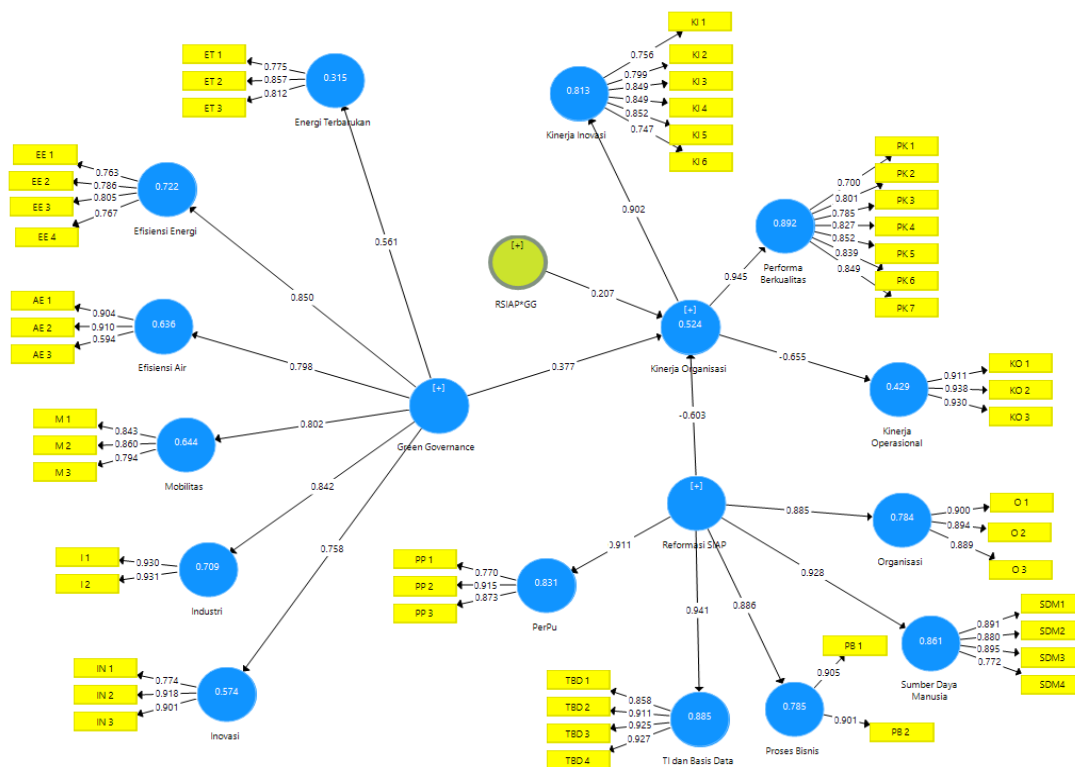 ET 1
ET 2
ET 3
0.775
0.857
0.812
0.315
Energi Terbarukan
EE 1
EE 2
EE 3
EE 4
0.763
0.786
0.805
0.767
0.722
Efisiensi Energi
AE 1
AE 2
AE 3
0.904
0.910
0.594
0.636
Efisiensi Air
M 1
M 2
M 3
0.843
0.860
0.794
0.644
Mobilitas
I 1
I 2
0.930
0.931
0.709
Industri
IN 1
IN 2
IN 3
0.774
0.918
0.901
0.574
Inovasi
0.561
0.850
0.798
0.802
0.842
0.758
[+]
Green Governance
0.377
[+]
RSIAP*GG
0.207
[+]
0.524
Kinerja Organisasi
0.902
0.945
-0.655
-0.603
0.813
Kinerja Inovasi
0.756
0.799
0.849
0.849
0.852
0.747
KI 1
KI 2
KI 3
KI 4
KI 5
KI 6
0.892
Performa
Berkualitas
0.700
0.801
0.785
0.827
0.852
0.839
0.849
PK 1
PK 2
PK 3
PK 4
PK 5
PK 6
PK 7
0.429
Kinerja
Operasional
0.911
0.938
0.930
KO 1
KO 2
KO 3
[+]
Reformasi SIAP
0.885
0.911
0.941
0.886
0.928
0.784
Organisasi
0.900
0.894
0.889
O 1
O 2
O 3
PP 1
PP 2
PP 3
0.770
0.915
0.873
0.831
PerPu
TBD 1
TBD 2
TBD 3
TBD 4
0.858
0.911
0.925
0.927
0.885
TI dan Basis Data
0.785
Proses Bisnis
0.905
0.901
PB 1
PB 2
0.861
Sumber Daya
Manusia
0.891
0.880
0.895
0.772
SDM1
SDM2
SDM3
SDM4